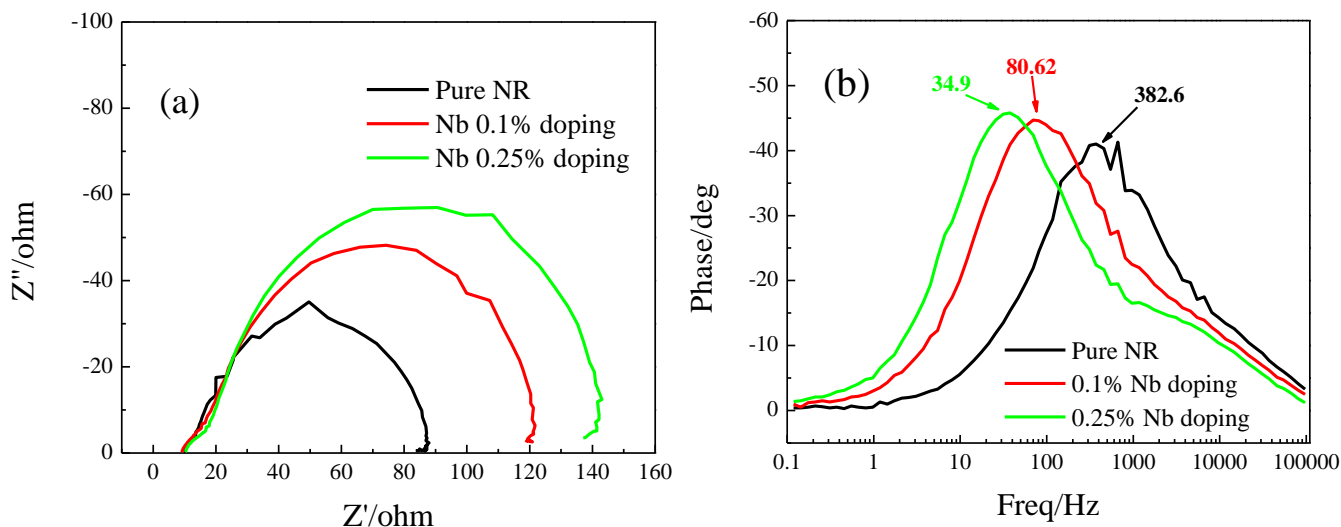 (a)
Pure NR
Nb 0.1% doping
Nb 0.25% doping
Z"/ohm
-100
-80
-60
-40
-20
0
0 20 40 60 80 100 120 140 160
Z'/ohm
(b)
34.9
80.62
382.6
Pure NR
0.1% Nb doping
0.25% Nb doping
Phase/deg
-60
-50
-40
-30
-20
-10
0
0.1 1 10 100 1000 10000 100000
Freq/Hz